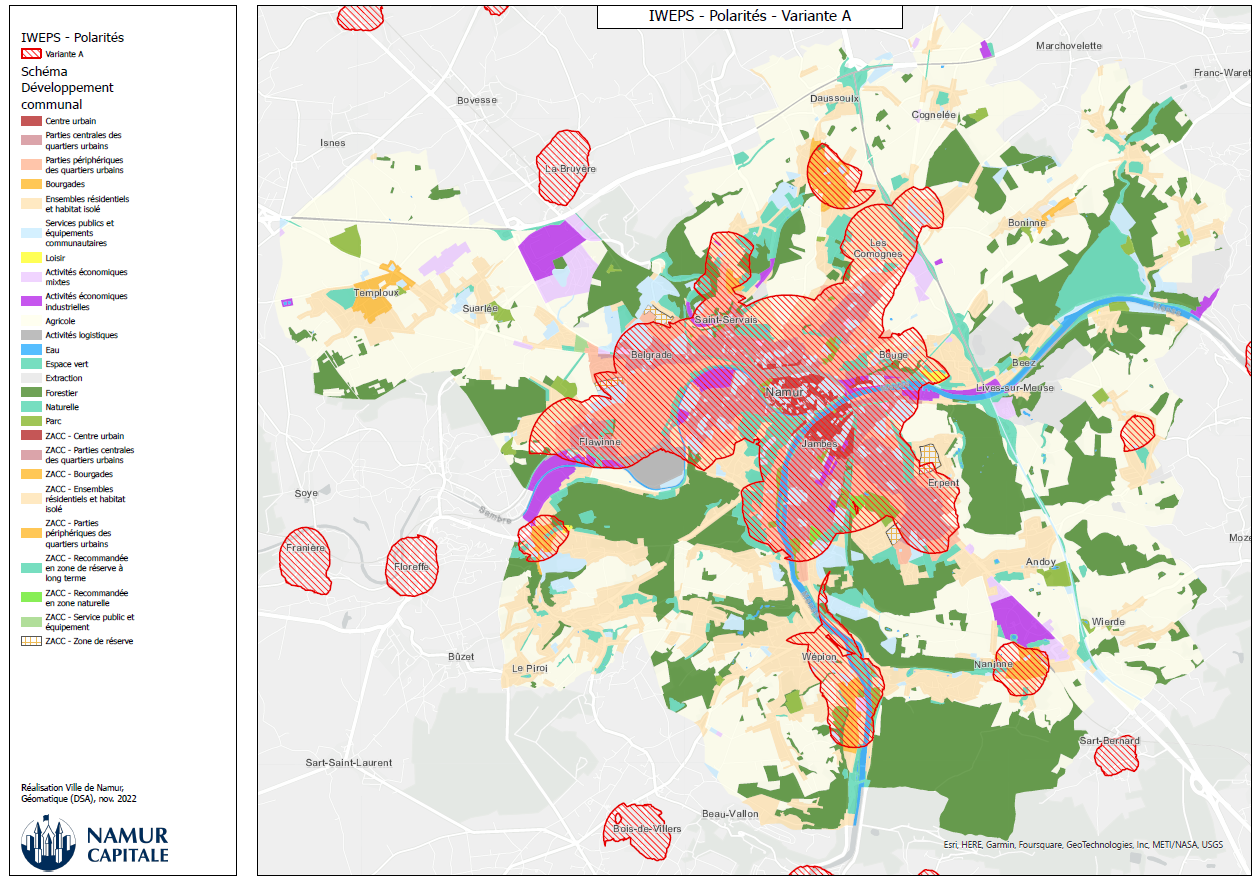 IWEPS - Polarités - Variante A
IWEPS - Polarités
Variante A
Schéma
Développement
communal
Centre urbain
Parties centrales des
quartiers urbains
Parties périphériques
des quartiers urbains
Bourgades
Ensembles résidentiels
et habitat isolé
Services publics et
équipements
communautaires
Loisir
Activités économiques
mixtes
Activités économiques
industrielles
Agricole
Activités logistiques
Eau
Espace vert
Extraction
Forestier
Naturelle
Parc
ZACC - Centre urbain
ZACC - Parties centrales
des quartiers urbains
ZACC - Bourgades
ZACC - Ensembles
résidentiels et habitat
isolé
ZACC - Parties
périphériques des
quartiers urbains
ZACC - Recommandée
en zone de réserve à
long terme
ZACC - Recommandée
en zone naturelle
ZACC - Service public et
équipement
ZACC - Zone de réserve
Réalisation Ville de Namur,
Géomatique (DSA), nov. 2022
NAMUR
CAPITALE
Marchovelette
Franc-Waret
Bovesse
Daussoulx
Cognelée
Isnes
La Bruyère
Boninne
Les
Comognes
Temploux
Suarlée
Saint-Servais
Belgrade
Bouge
Beez
Namur
Lives-sur-Meuse
Flawinne
Jambes
Erpent
Soye
Sambre
Franière
Floreffe
Moze
Andoy
Wierde
Bûzet
Le Piroi
Wépion
Naninne
Sart-Bernard
Sart-Saint-Laurent
Beau-Vallon
Bois-de-Villers
Esri, HERE, Garmin, Foursquare, GeoTechnologies, Inc, METI/NASA, USGS